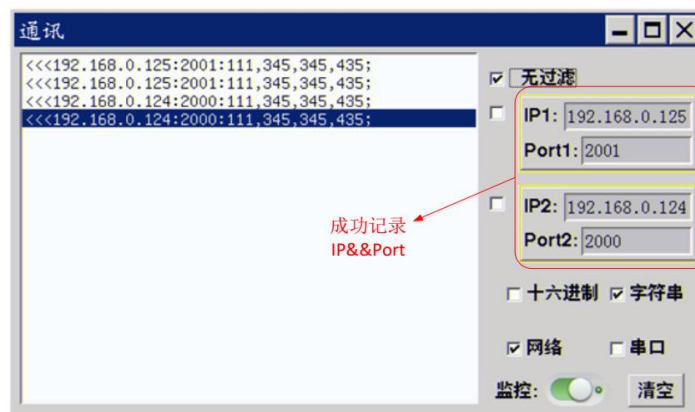 通讯
<<<192.168.0.125:2001:111,345,345,435;
<<<192.168.0.125:2001:111,345,345,435;
<<<192.168.0.124:2000:111,345,345,435;
<<<192.168.0.124:2000:111,345,345,435;
无过滤
IP1: 192.168.0.125
Port1: 2001
IP2: 192.168.0.124
Port2: 2000
成功记录
IP&&Port
十六进制 字符串
网络 串口
监控: 清空